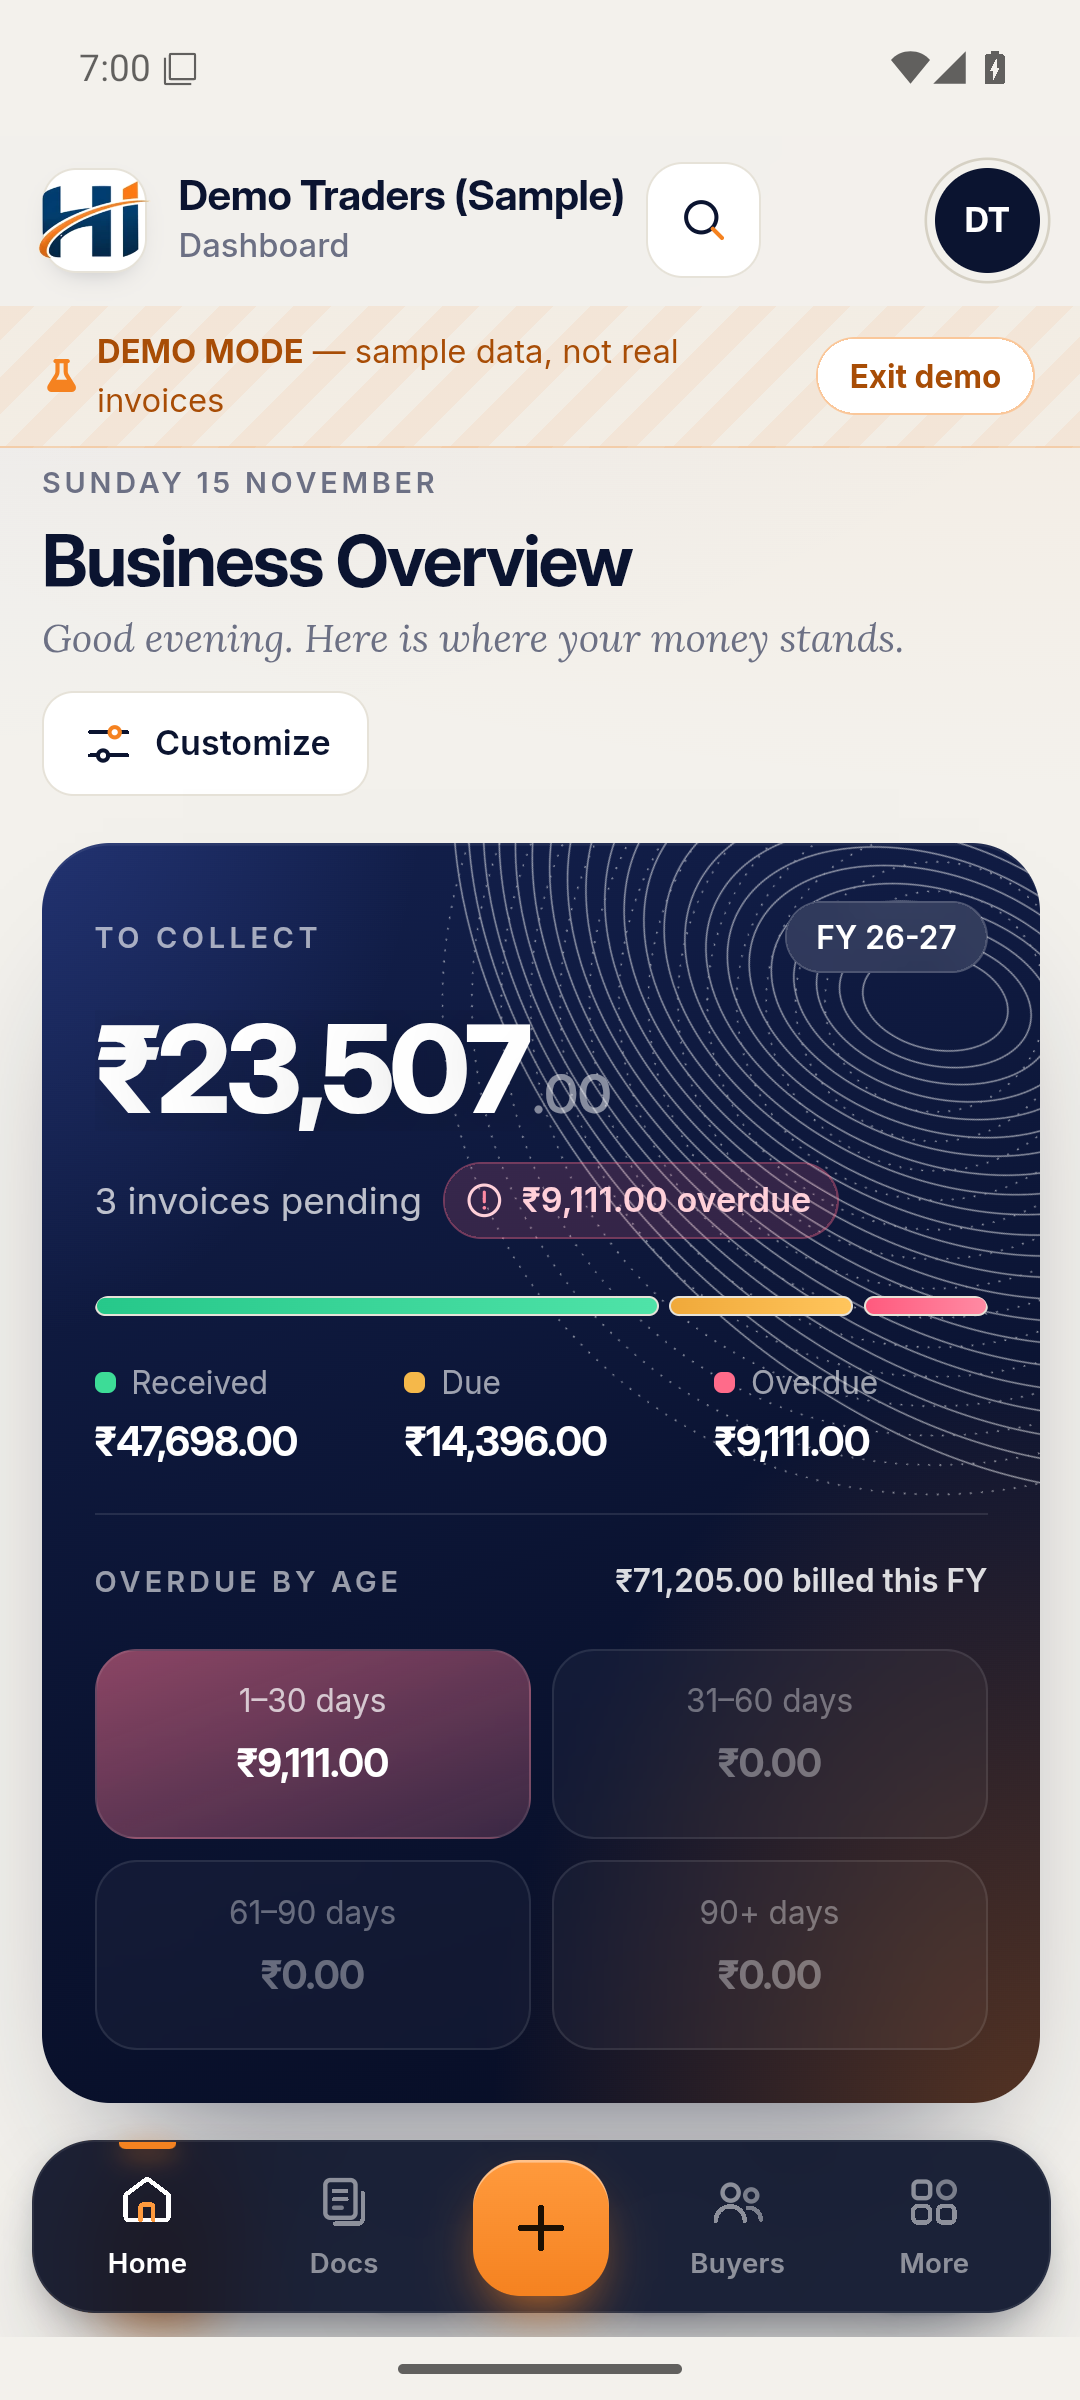 7:00
Hi
Demo Traders (Sample)
Dashboard
DT
DEMO MODE — sample data, not real
invoices
Exit demo
SUNDAY 15 NOVEMBER
Business Overview
Good evening. Here is where your money stands.
Customize
TO COLLECT
FY 26-27
₹23,507.00
3 invoices pending
₹9,111.00 overdue
Received
Due
Overdue
₹47,698.00
₹14,396.00
₹9,111.00
OVERDUE BY AGE
₹71,205.00 billed this FY
1–30 days
31–60 days
₹9,111.00
₹0.00
61–90 days
90+ days
₹0.00
₹0.00
Home
Docs
Buyers
More